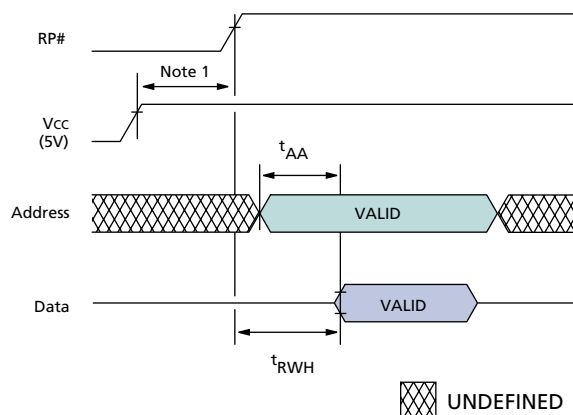 RP#
Note 1
VCC
(5V)
tAA
Address
VALID
Data
VALID
tRWH
UNDEFINED